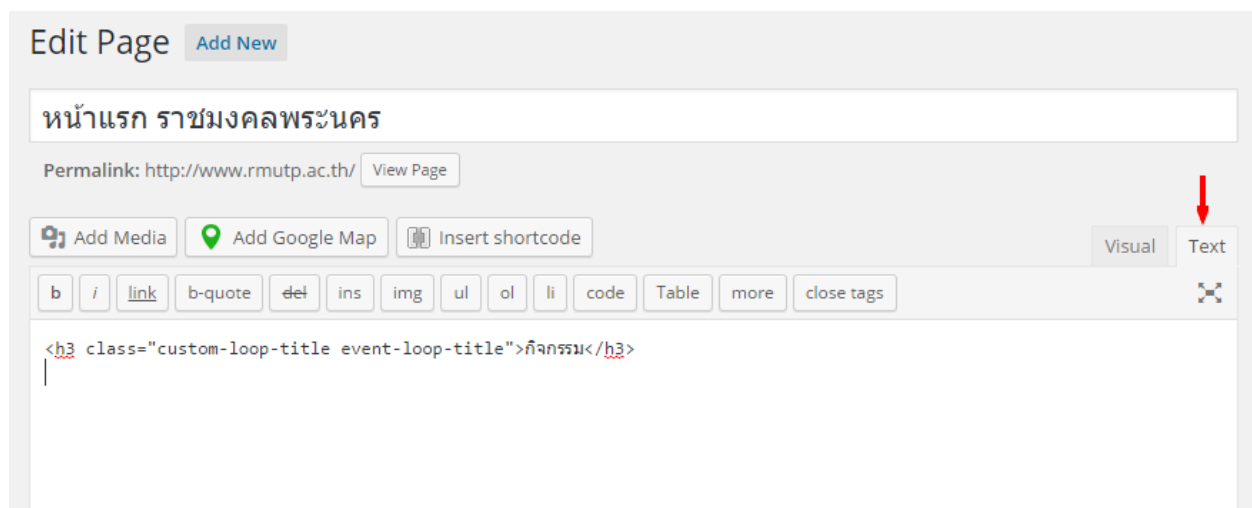 Edit Page Add New
หน้าแรก ราชมงคลพระนคร
Permalink: http://www.rmutp.ac.th/ View Page
Add Media Add Google Map Insert shortcode Visual Text
b i link b-quote del ins img ul ol li code Table more close tags
<h3 class="custom-loop-title event-loop-title">กิจกรรม</h3>